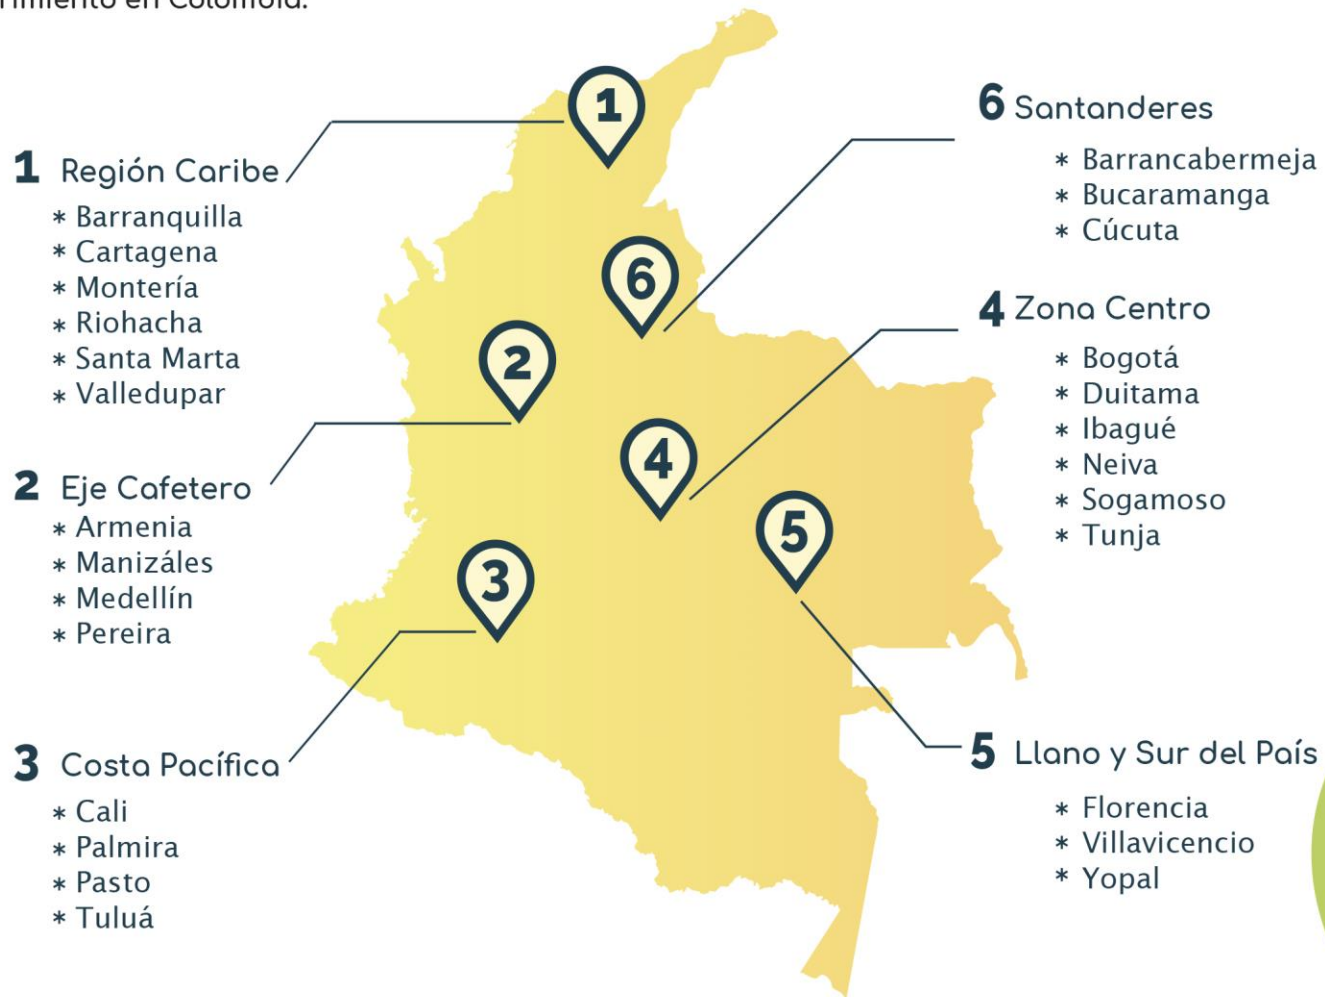 en Colombia.
1 Región Caribe
* Barranquilla
* Cartagena
* Montería
* Riohacha
* Santa Marta
* Valledupar
2 Eje Cafetero
* Armenia
* Manizáles
* Medellín
* Pereira
3 Costa Pacífica
* Cali
* Palmira
* Pasto
* Tuluá
1
6
2
4
5
3
6 Santanderes
* Barrancabermeja
* Bucaramanga
* Cúcuta
4 Zona Centro
* Bogotá
* Duitama
* Ibagué
* Neiva
* Sogamoso
* Tunja
5 Llano y Sur del País
* Florencia
* Villavicencio
* Yopal